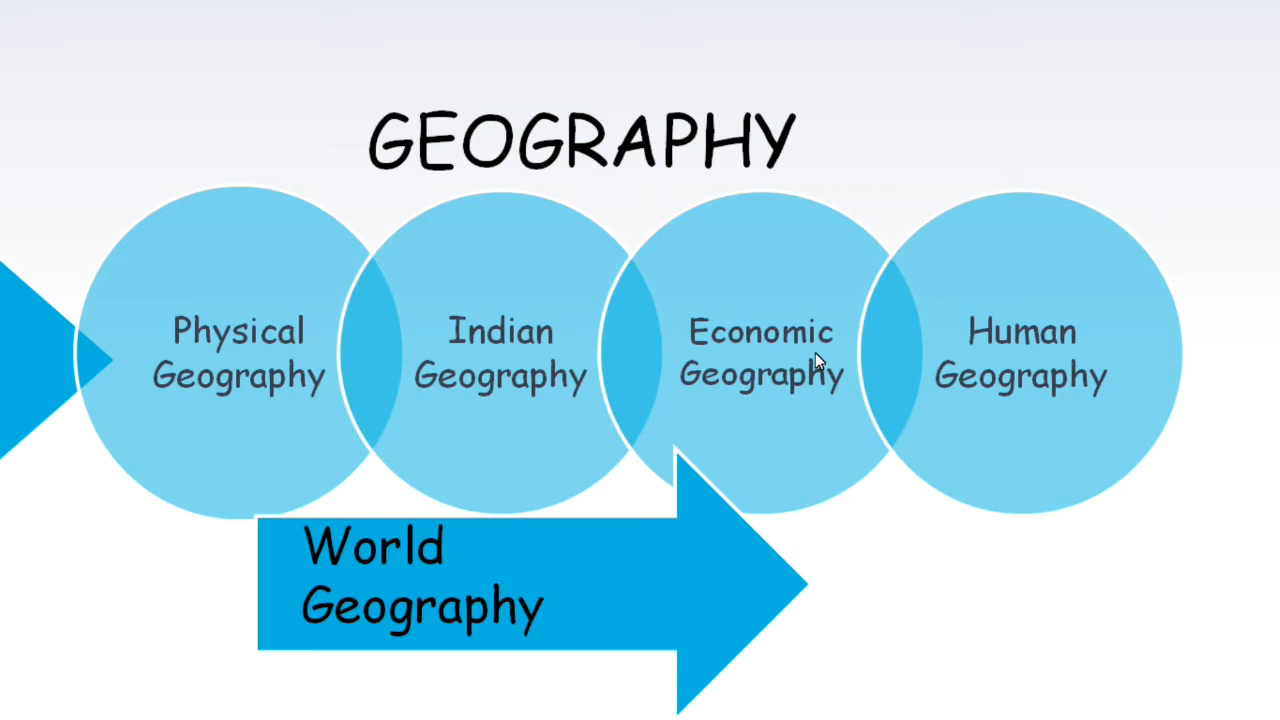 GEOGRAPHY
Physical
Geography
Indian
Geography
Economic
Geography
Human
Geography
World
Geography